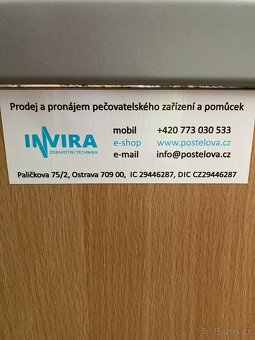 Prodej a pronájem pečovatelského zařízení a pomůcek
INVIRA
ZDRAVOTNÍ TECHNIKA
mobil +420 773 030 533
e-shop www.postelova.cz
e-mail info@postelova.cz
Paličkova 75/2, Ostrava 709 00, IC 29446287, DIC CZ29446287